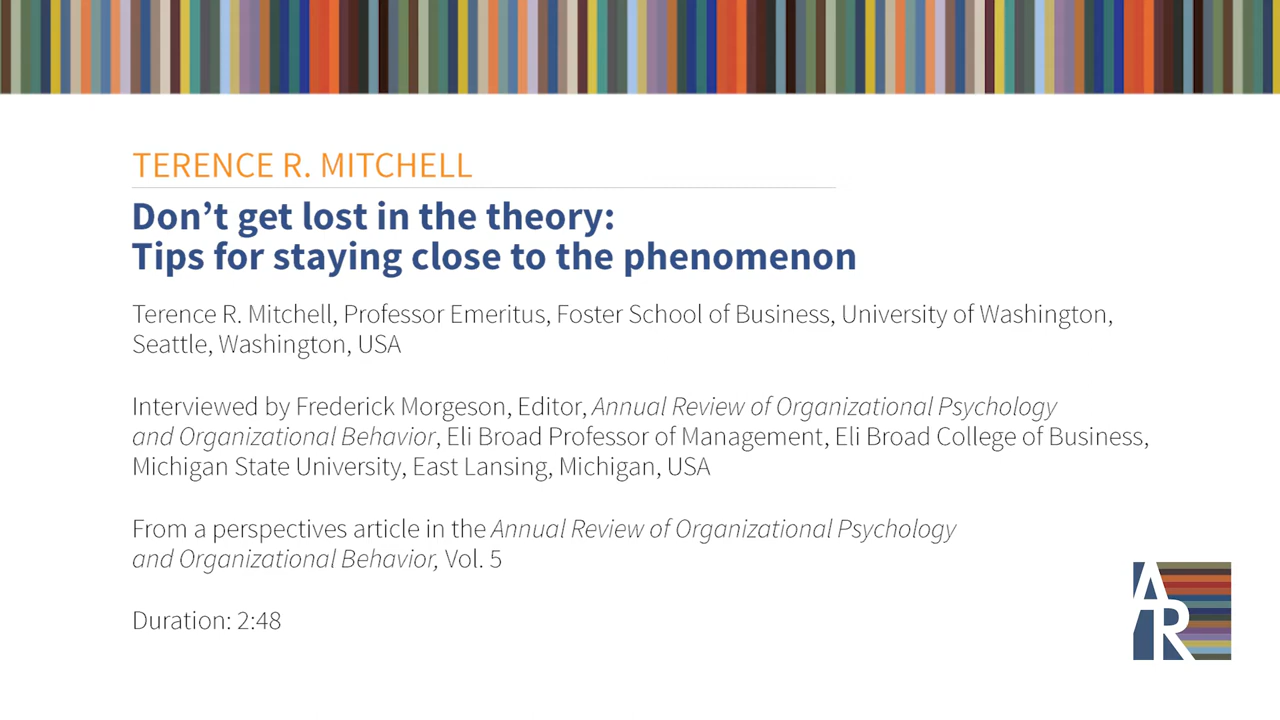 TERENCE R. MITCHELL
Don’t get lost in the theory:
Tips for staying close to the phenomenon
Terence R. Mitchell, Professor Emeritus, Foster School of Business, University of Washington,
Seattle, Washington, USA
Interviewed by Frederick Morgeson, Editor, Annual Review of Organizational Psychology
and Organizational Behavior, Eli Broad Professor of Management, Eli Broad College of Business,
Michigan State University, East Lansing, Michigan, USA
From a perspectives article in the Annual Review of Organizational Psychology
and Organizational Behavior, Vol. 5
Duration: 2:48
AR